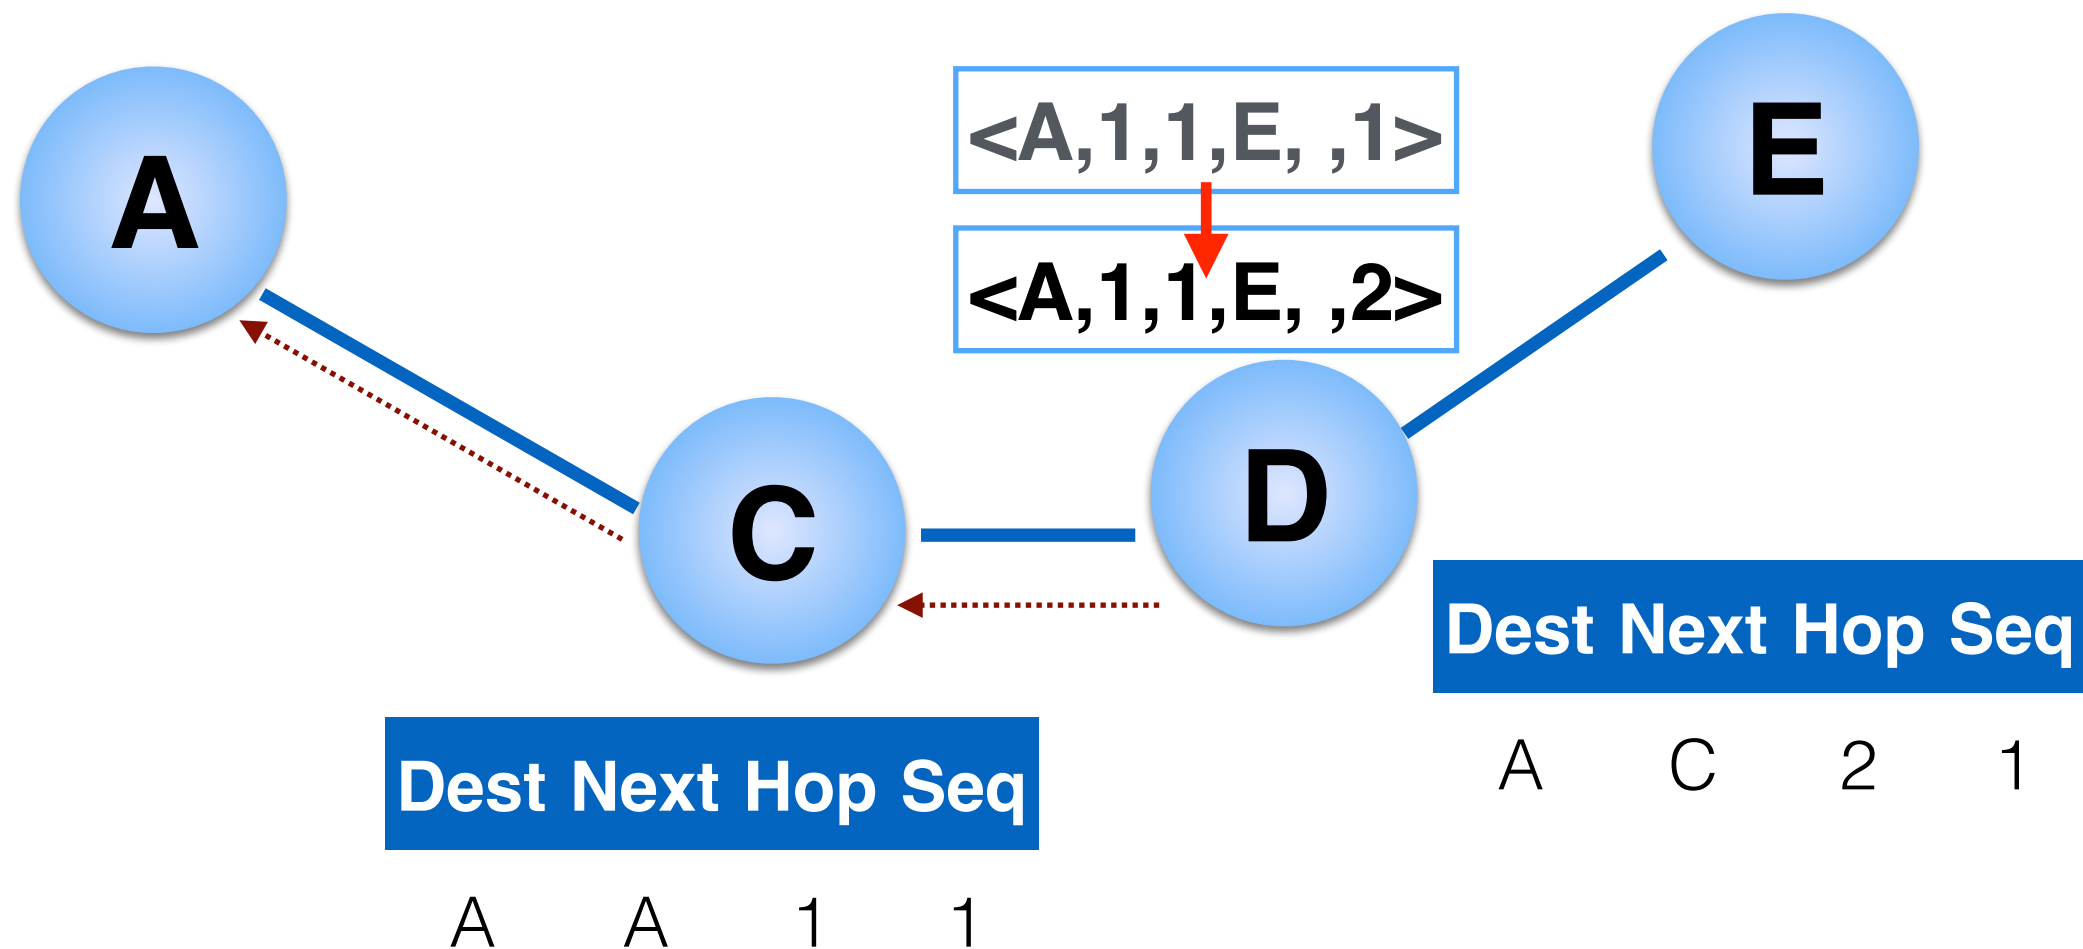 A
<A,1,1,E, ,1>
<A,1,1,E, ,2>
E
C
D
Dest Next Hop Seq
A C 2 1
Dest Next Hop Seq
A A 1 1